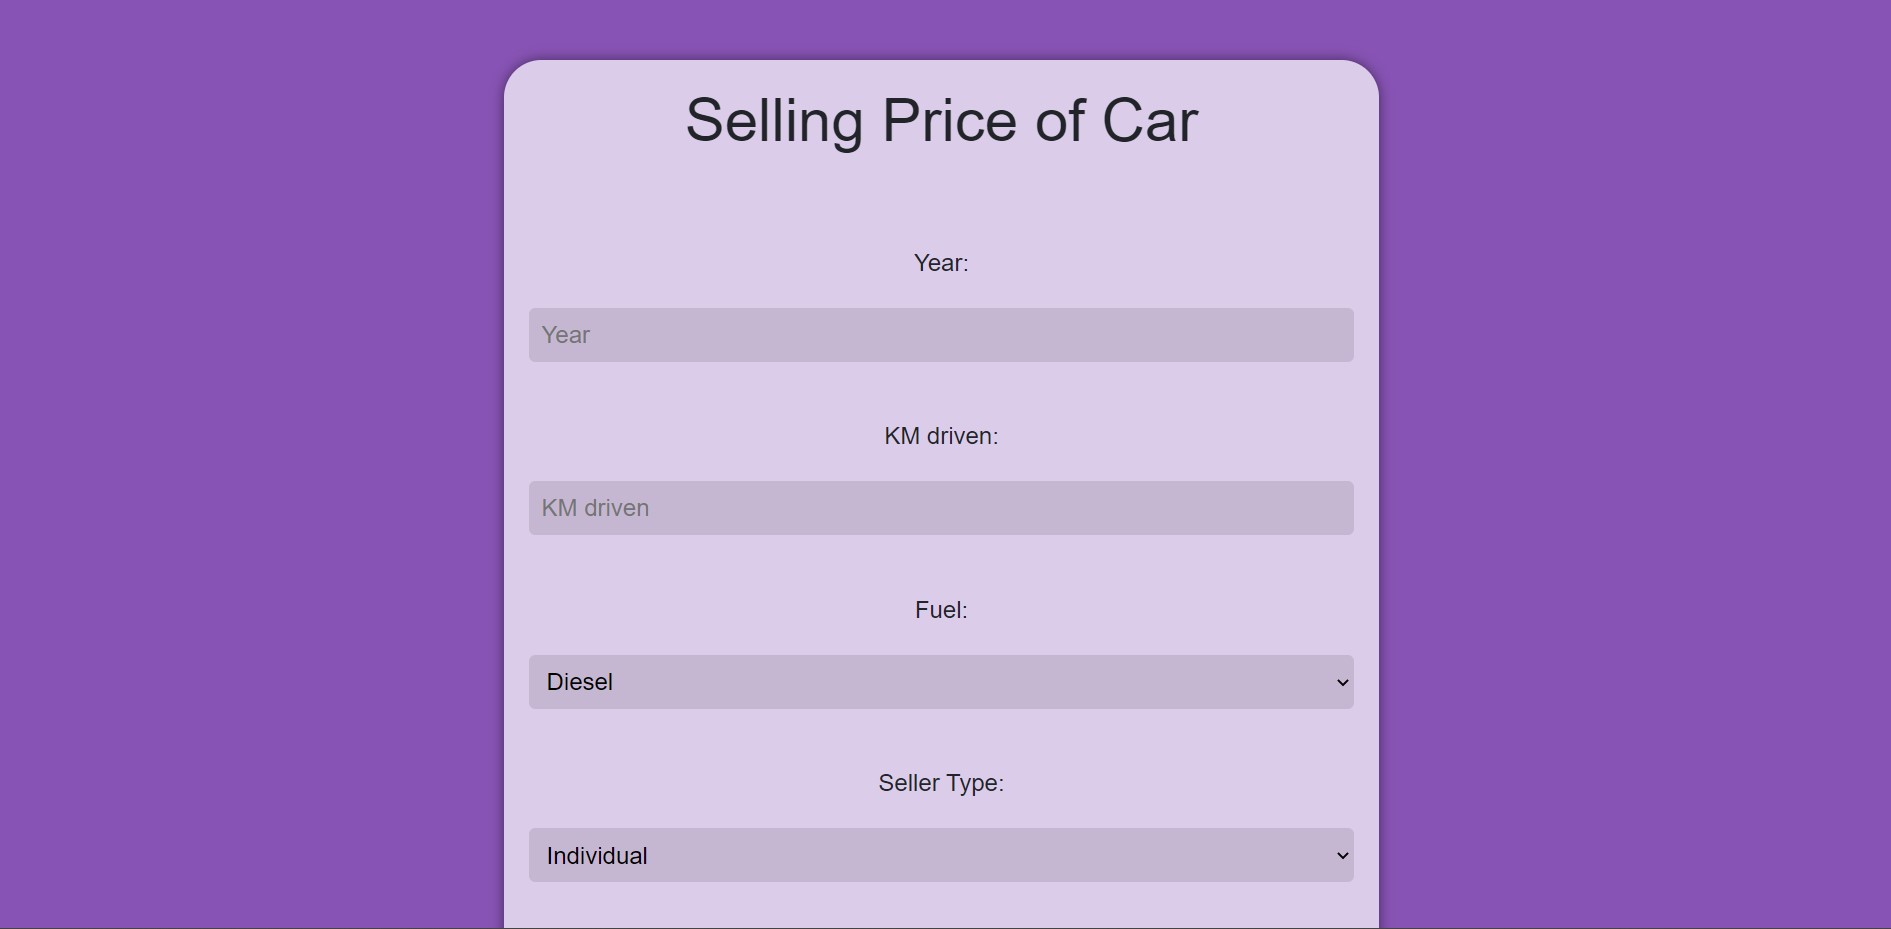 Selling Price of Car
Year:
Year
KM driven:
KM driven
Fuel:
Diesel
Seller Type:
Individual